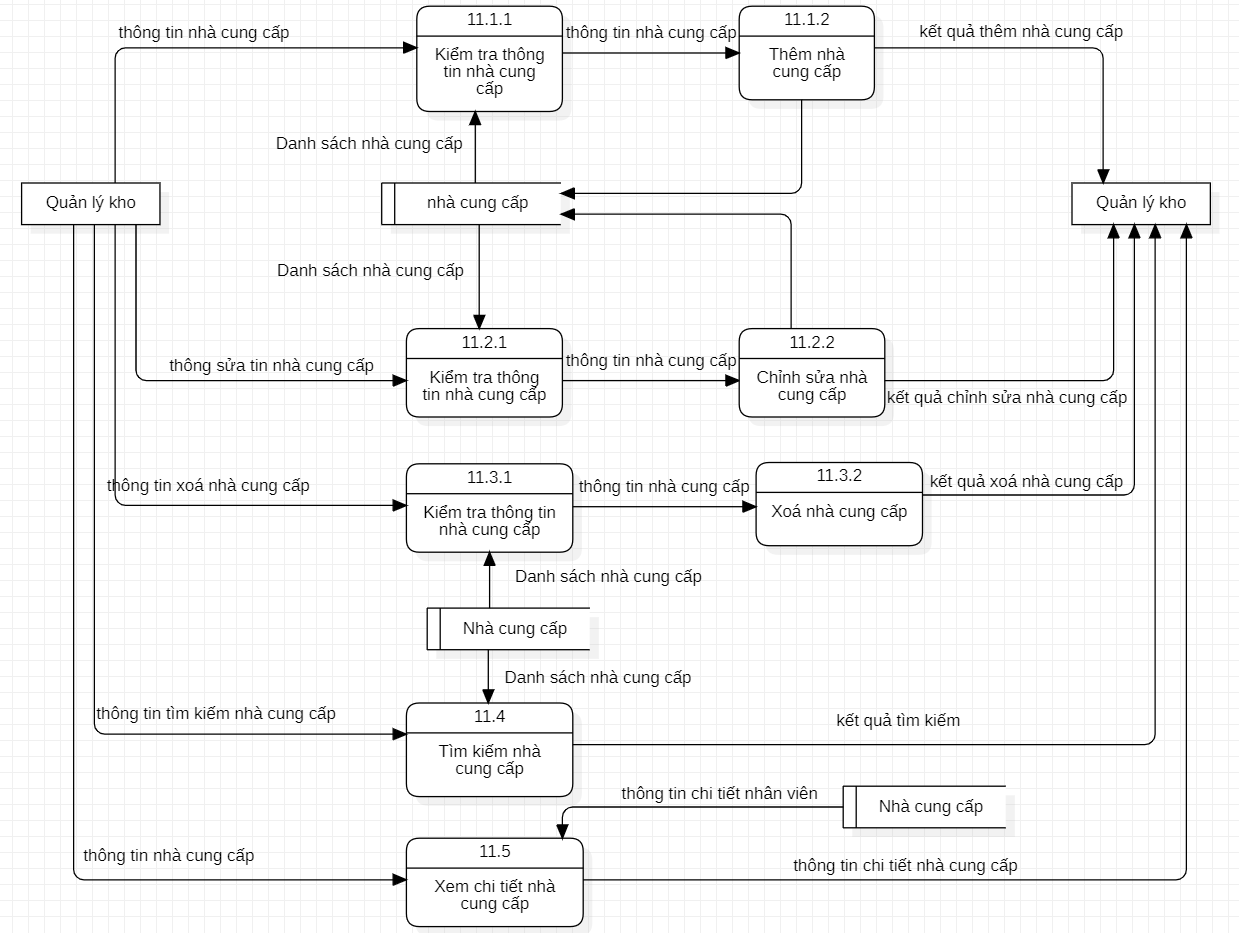 11.1.1
11.1.2
thông tin nhà cung cấp
thông tin nhà cung cấp
kết quả thêm nhà cung cấp
Kiểm tra thông
tin nhà cung
cấp
Thêm nhà
cung cấp
Danh sách nhà cung cấp
Quản lý kho
nhà cung cấp
Quản lý kho
Danh sách nhà cung cấp
11.2.1
11.2.2
thông sửa tin nhà cung cấp
thông tin nhà cung cấp
Kiểm tra thông
tin nhà cung cấp
Chỉnh sửa nhà
cung cấp
kết quả chỉnh sửa nhà cung cấp
11.3.1
11.3.2
thông tin xoá nhà cung cấp
thông tin nhà cung cấp
kết quả xoá nhà cung cấp
Kiểm tra thông tin
nhà cung cấp
Xoá nhà cung cấp
Danh sách nhà cung cấp
Nhà cung cấp
Danh sách nhà cung cấp
11.4
thông tin tìm kiếm nhà cung cấp
kết quả tìm kiếm
Tìm kiếm nhà
cung cấp
thông tin chi tiết nhân viên
Nhà cung cấp
11.5
thông tin nhà cung cấp
thông tin chi tiết nhà cung cấp
Xem chi tiết nhà
cung cấp